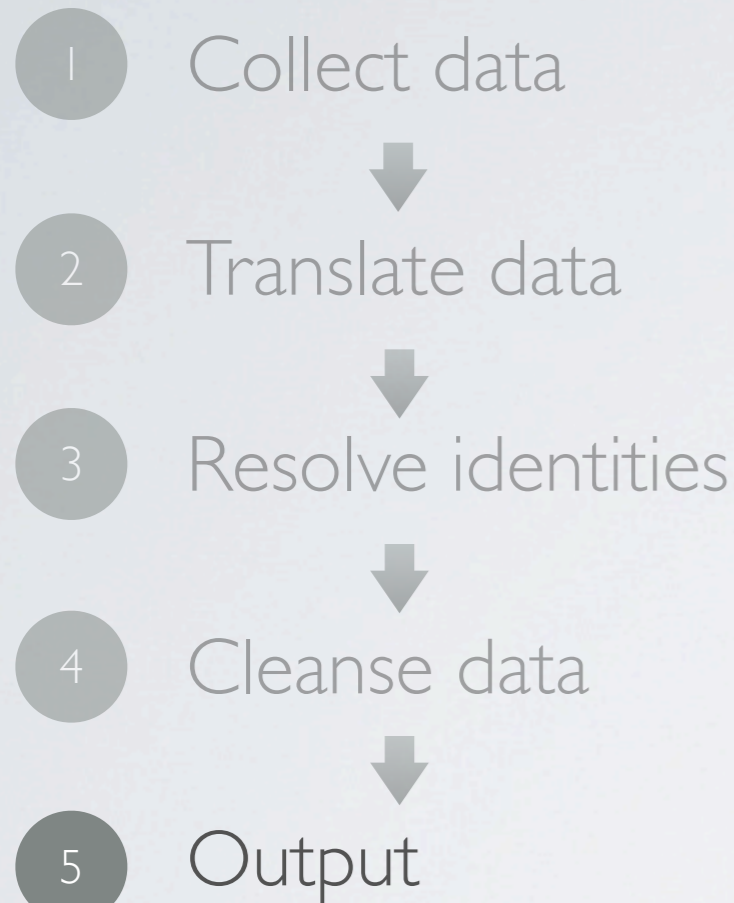 1 Collect data
2 Translate data
3 Resolve identities
4 Cleanse data
5 Output